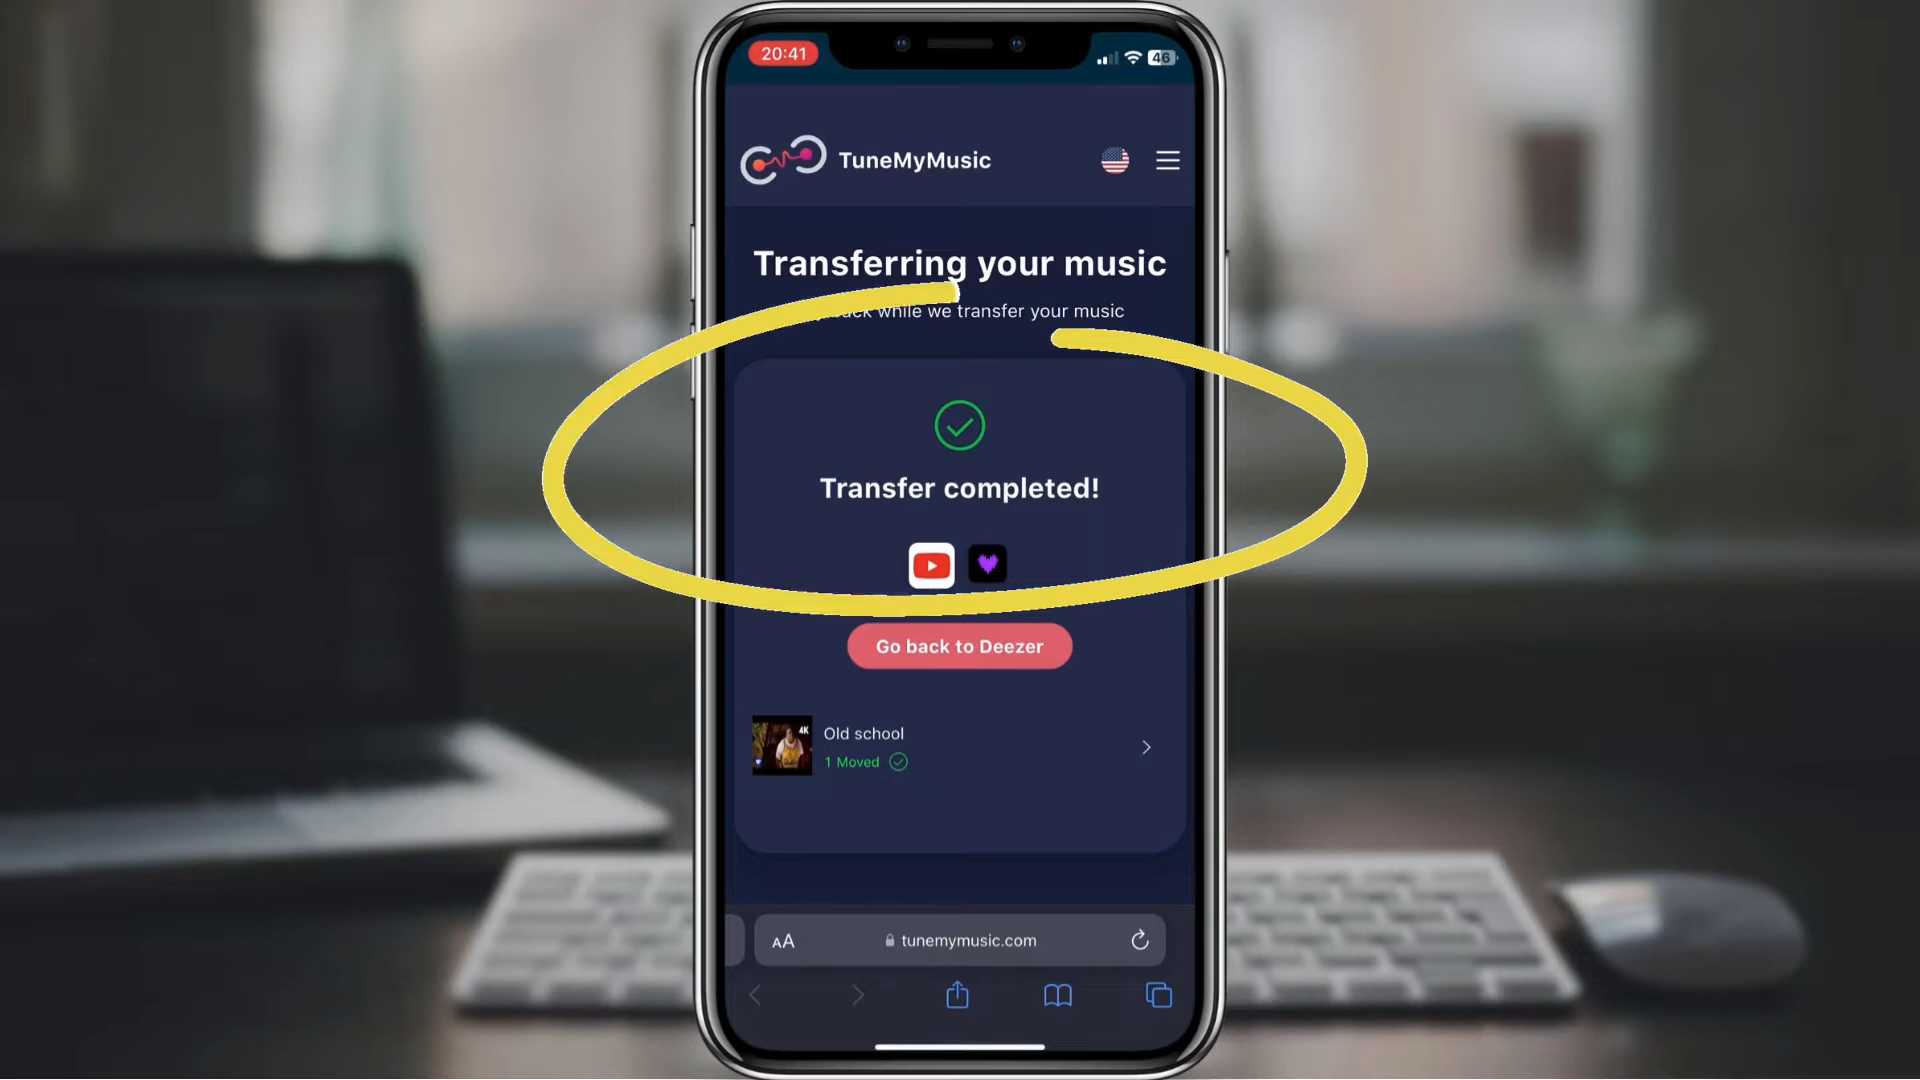 20:41
46
TuneMyMusic
Transferring your music
while we transfer your music
Transfer completed!
Go back to Deezer
4K
Old school
1 Moved
AA
tunemymusic.com